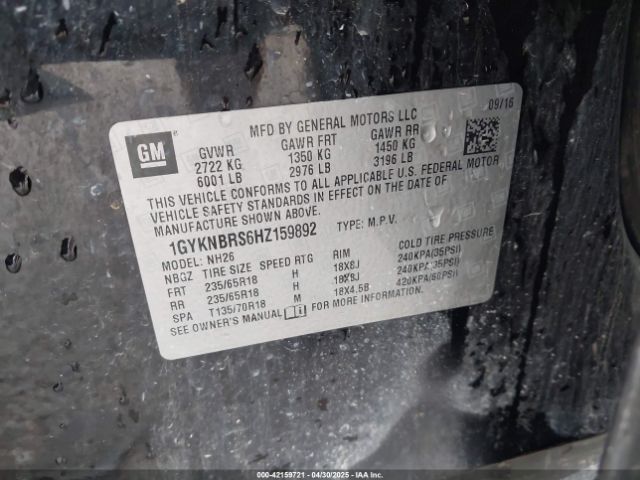 09/16
MFD BY GENERAL MOTORS LLC
GM
GVWR GAWR FRT GAWR RR
2722 KG 1350 KG 1450 KG
6001 LB 2976 LB 3196 LB
THIS VEHICLE CONFORMS TO ALL APPLICABLE U.S. FEDERAL MOTOR
VEHICLE SAFETY STANDARDS IN EFFECT ON THE DATE OF
MANUFACTURE SHOWN ABOVE.
1GYKNBRS6HZ159892 TYPE: M.P.V.
MODEL: NH26
NBGZ TIRE SIZE SPEED RTG RIM COLD TIRE PRESSURE
FRT 235/65R18 H 18X8J 240KPA(35PSI)
RR 235/65R18 H 18X8J 240KPA(35PSI)
SPA T135/70R18 M 18X4.5B 420KPA(60PSI)
SEE OWNER'S MANUAL FOR MORE INFORMATION
000-42159721 - 04/30/2025 - IAAI.COM